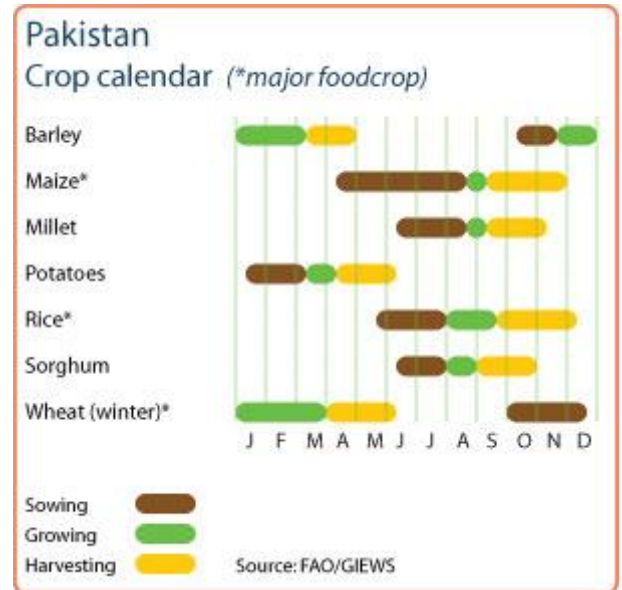 Pakistan
Crop calendar (*major foodcrop)
Barley
Maize*
Millet
Potatoes
Rice*
Sorghum
Wheat (winter)*
J F M A M J J A S O N D
Sowing
Growing
Harvesting
Source: FAO/GIEWS